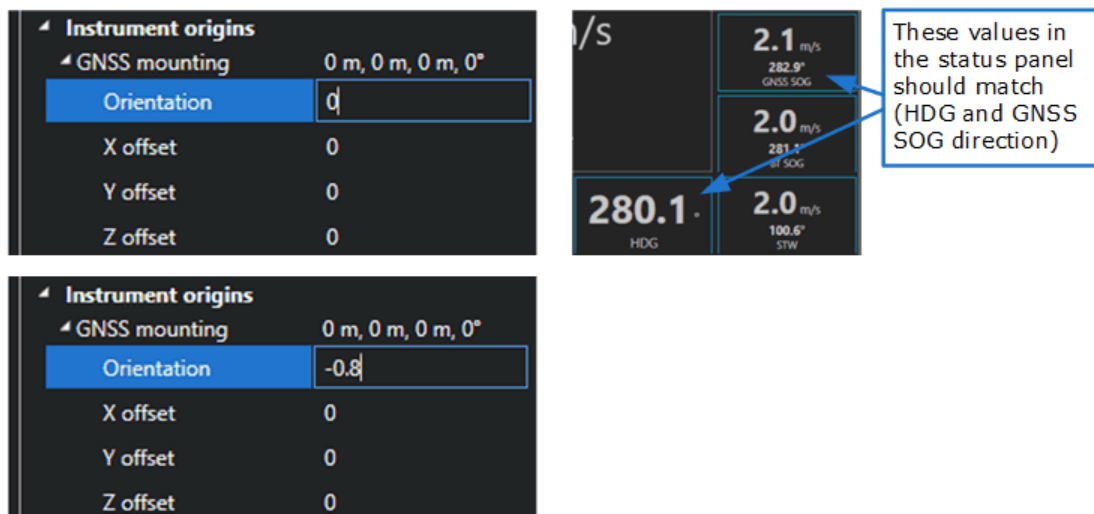 Instrument origins
GNSS mounting 0 m, 0 m, 0 m, 0°
Orientation 0
X offset 0
Y offset 0
Z offset 0
/s
2.1 m/s
282.9°
GNSS SOG
2.0 m/s
281.1°
BT SOG
280.1 °
HDG
2.0 m/s
100.6°
STW
These values in
the status panel
should match
(HDG and GNSS
SOG direction)
Instrument origins
GNSS mounting 0 m, 0 m, 0 m, 0°
Orientation -0.8
X offset 0
Y offset 0
Z offset 0